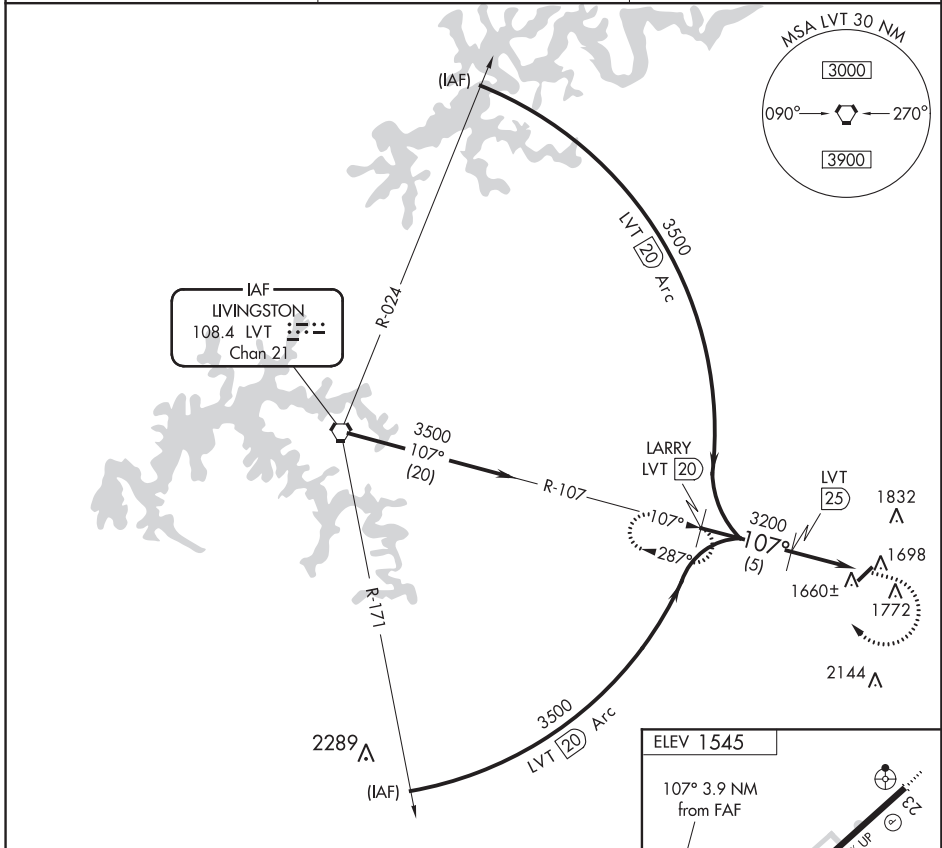 MSA LVT 30 NM
3000
090°
270°
3900
(IAF)
3500
LVT 20 Arc
R-024
IAF
LIVINGSTON
108.4 LVT
Chan 21
3500
107°
(20)
R-107
LARRY
LVT 20
107°
287°
3200
107°
(5)
LVT
25
1832
1698
1660±
1772
2144
R-171
3500
LVT 20 Arc
2289
(IAF)
ELEV 1545
107° 3.9 NM
from FAF
23
P
UP